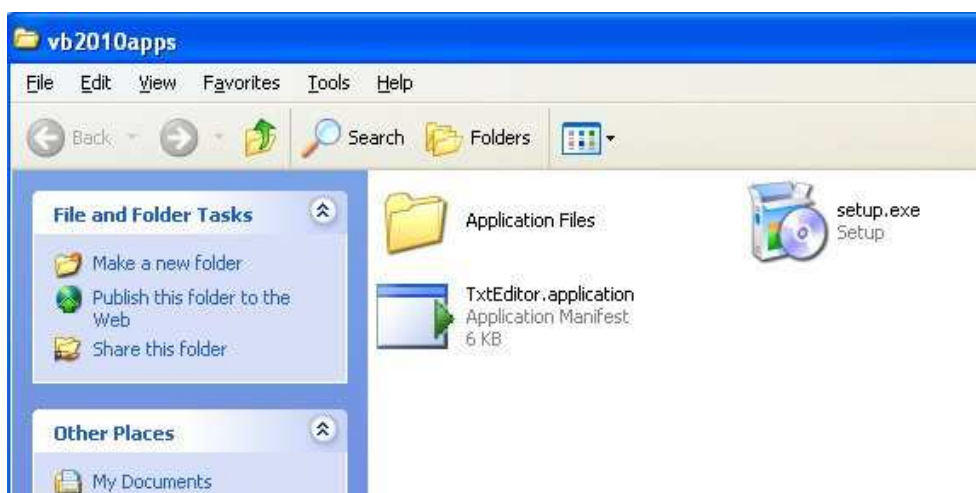 vb2010apps
File Edit View Favorites Tools Help
Back Search Folders
File and Folder Tasks
Make a new folder
Publish this folder to the
Web
Share this folder
Other Places
My Documents
Application Files
setup.exe
Setup
TxtEditor.application
Application Manifest
6 KB